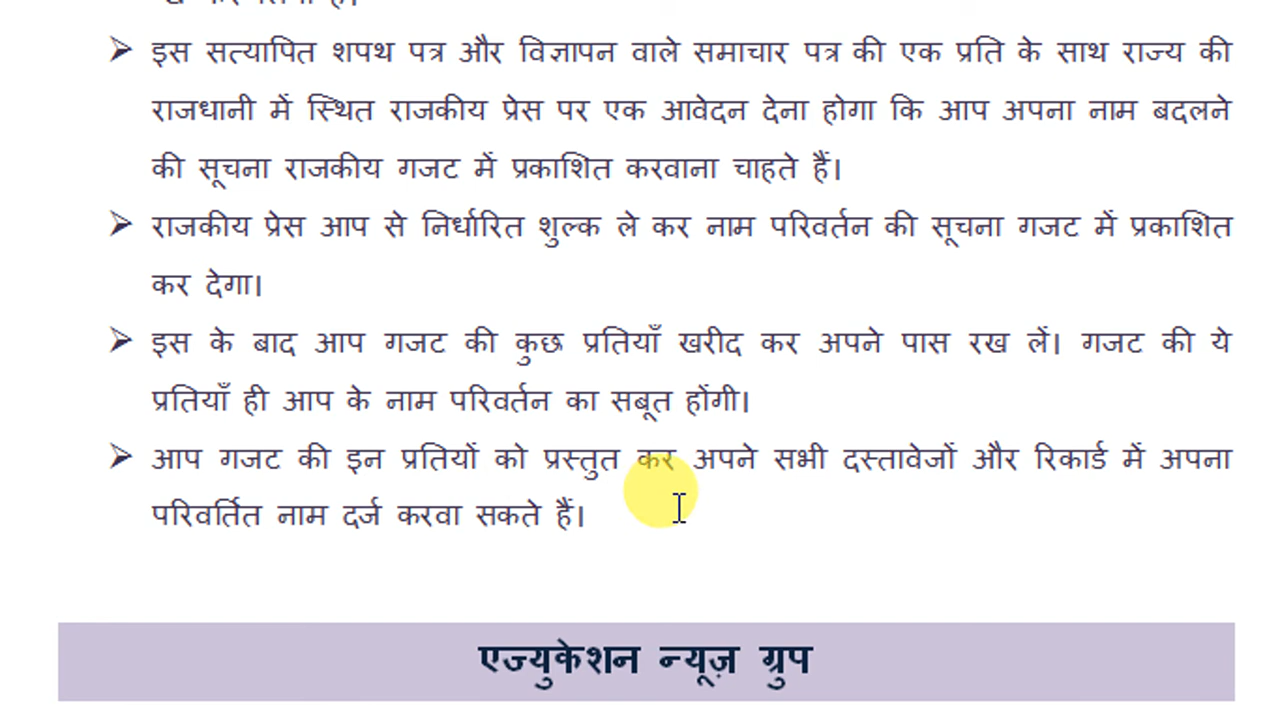 ➢ इस सत्यापित शपथ पत्र और विज्ञापन वाले समाचार पत्र की एक प्रति के साथ राज्य की
राजधानी में स्थित राजकीय प्रेस पर एक आवेदन देना होगा कि आप अपना नाम बदलने
की सूचना राजकीय गजट में प्रकाशित करवाना चाहते हैं।
➢ राजकीय प्रेस आप से निर्धारित शुल्क ले कर नाम परिवर्तन की सूचना गजट में प्रकाशित
कर देगा।
➢ इस के बाद आप गजट की कुछ प्रतियाँ खरीद कर अपने पास रख लें। गजट की ये
प्रतियाँ ही आप के नाम परिवर्तन का सबूत होंगी।
➢ आप गजट की इन प्रतियों को प्रस्तुत कर अपने सभी दस्तावेजों और रिकार्ड में अपना
परिवर्तित नाम दर्ज करवा सकते हैं।
एज्युकेशन न्यूज़ ग्रुप